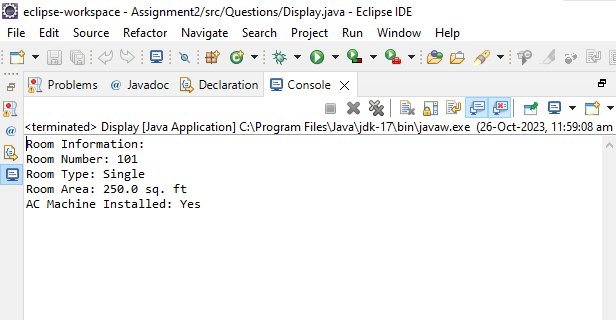 eclipse-workspace - Assignment2/src/Questions/Display.java - Eclipse IDE
File Edit Source Refactor Navigate Search Project Run Window Help
Problems @ Javadoc Declaration Console
<terminated> Display [Java Application] C:\Program Files\Java\jdk-17\bin\javaw.exe (26-Oct-2023, 11:59:08 am
Room Information:
Room Number: 101
Room Type: Single
Room Area: 250.0 sq. ft
AC Machine Installed: Yes